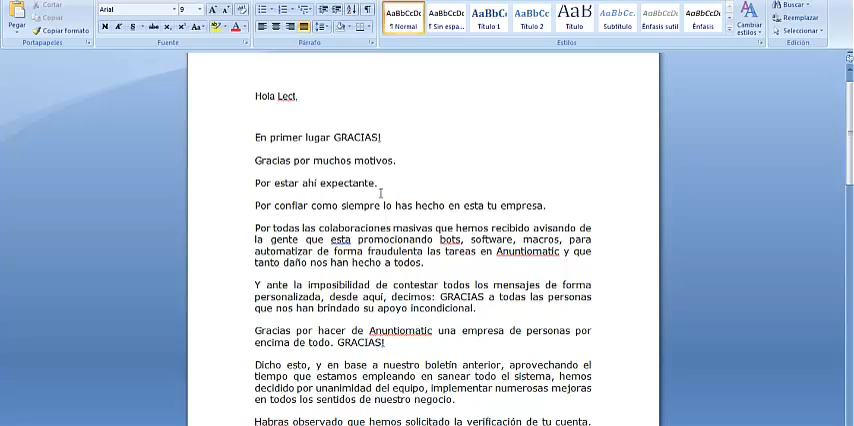 Cortar
Copiar
Pegar
Copiar formato
Portapapeles
Arial
9
Fuente
Párrafo
AaBbCcDc AaBbCcDc AaBbC AaBbCc AaB AaBbCc. AaBbCcDc AaBbCcDc
¶ Normal ¶ Sin espa... Título 1 Título 2 Título Subtítulo Énfasis sutil Énfasis
Estilos
Cambiar
estilos
Buscar
Reemplazar
Seleccionar
Edición
Hola Lect,
En primer lugar GRACIAS!
Gracias por muchos motivos.
Por estar ahí expectante.
Por confiar como siempre lo has hecho en esta tu empresa.
Por todas las colaboraciones masivas que hemos recibido avisando de
la gente que esta promocionando bots, software, macros, para
automatizar de forma fraudulenta las tareas en Anuntiomatic y que
tanto daño nos han hecho a todos.
Y ante la imposibilidad de contestar todos los mensajes de forma
personalizada, desde aquí, decimos: GRACIAS a todas las personas
que nos han brindado su apoyo incondicional.
Gracias por hacer de Anuntiomatic una empresa de personas por
encima de todo. GRACIAS!
Dicho esto, y en base a nuestro boletín anterior, aprovechando el
tiempo que estamos empleando en sanear todo el sistema, hemos
decidido por unanimidad del equipo, implementar numerosas mejoras
en todos los sentidos de nuestro negocio.
Habras observado que hemos solicitado la verificación de tu cuenta.